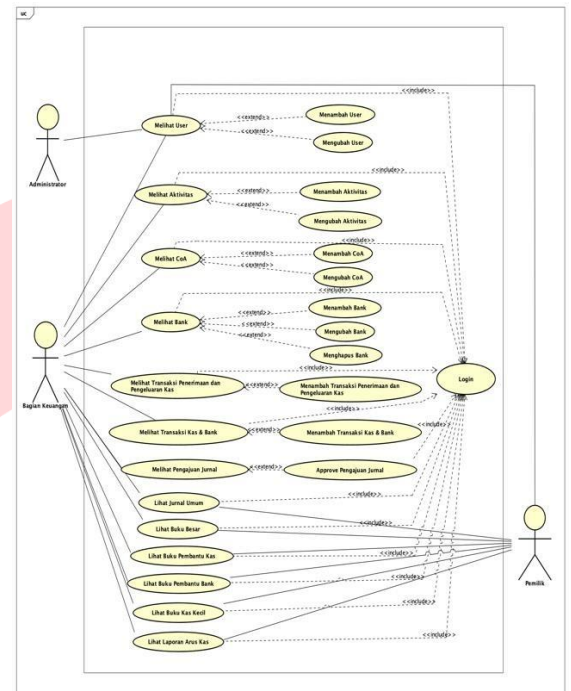 uc
<<include>>
Melihat User
<<extend>>
Menambah User
<<extend>>
Mengubah User
Administrator
<<include>>
Melihat Aktivitas
<<extend>>
Menambah Aktivitas
<<extend>>
Mengubah Aktivitas
<<include>>
Melihat CoA
<<extend>>
Menambah CoA
<<extend>>
Mengubah CoA
<<include>>
Melihat Bank
<<extend>>
Menambah Bank
<<extend>>
Mengubah Bank
<<extend>>
Menghapus Bank
Bagian Keuangan
<<include>>
Login
Melihat Transaksi Penerimaan dan
Pengeluaran Kas
<<extend>>
Menambah Transaksi Penerimaan dan
Pengeluaran Kas
<<include>>
Melihat Transaksi Kas & Bank
<<extend>>
Menambah Transaksi Kas & Bank
<<include>>
Melihat Pengajuan Jurnal
<<extend>>
Approve Pengajuan Jurnal
<<include>>
Lihat Jurnal Umum
<<include>>
Lihat Buku Besar
<<include>>
Lihat Buku Pembantu Kas
<<include>>
Lihat Buku Pembantu Bank
<<include>>
Lihat Buku Kas Kecil
<<include>>
Lihat Laporan Arus Kas
Pemilik